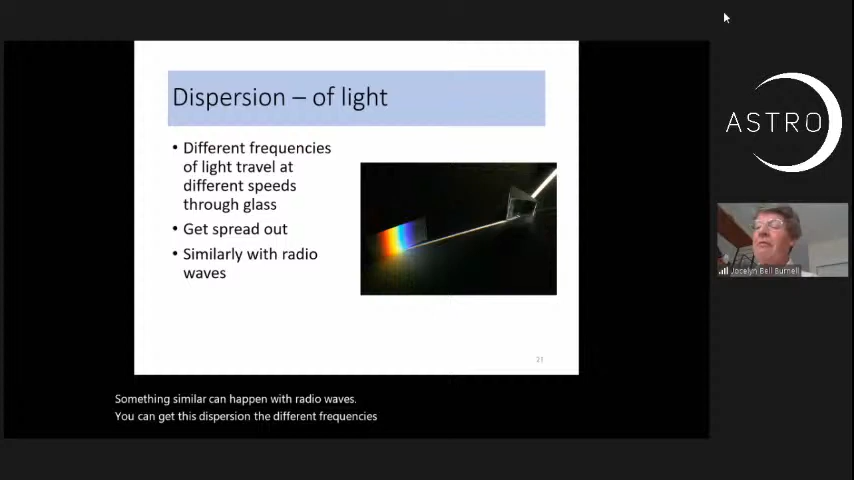 Dispersion – of light
• Different frequencies
of light travel at
different speeds
through glass
• Get spread out
• Similarly with radio
waves
21
ASTRO
Jocelyn Bell Burnell
Something similar can happen with radio waves.
You can get this dispersion the different frequencies